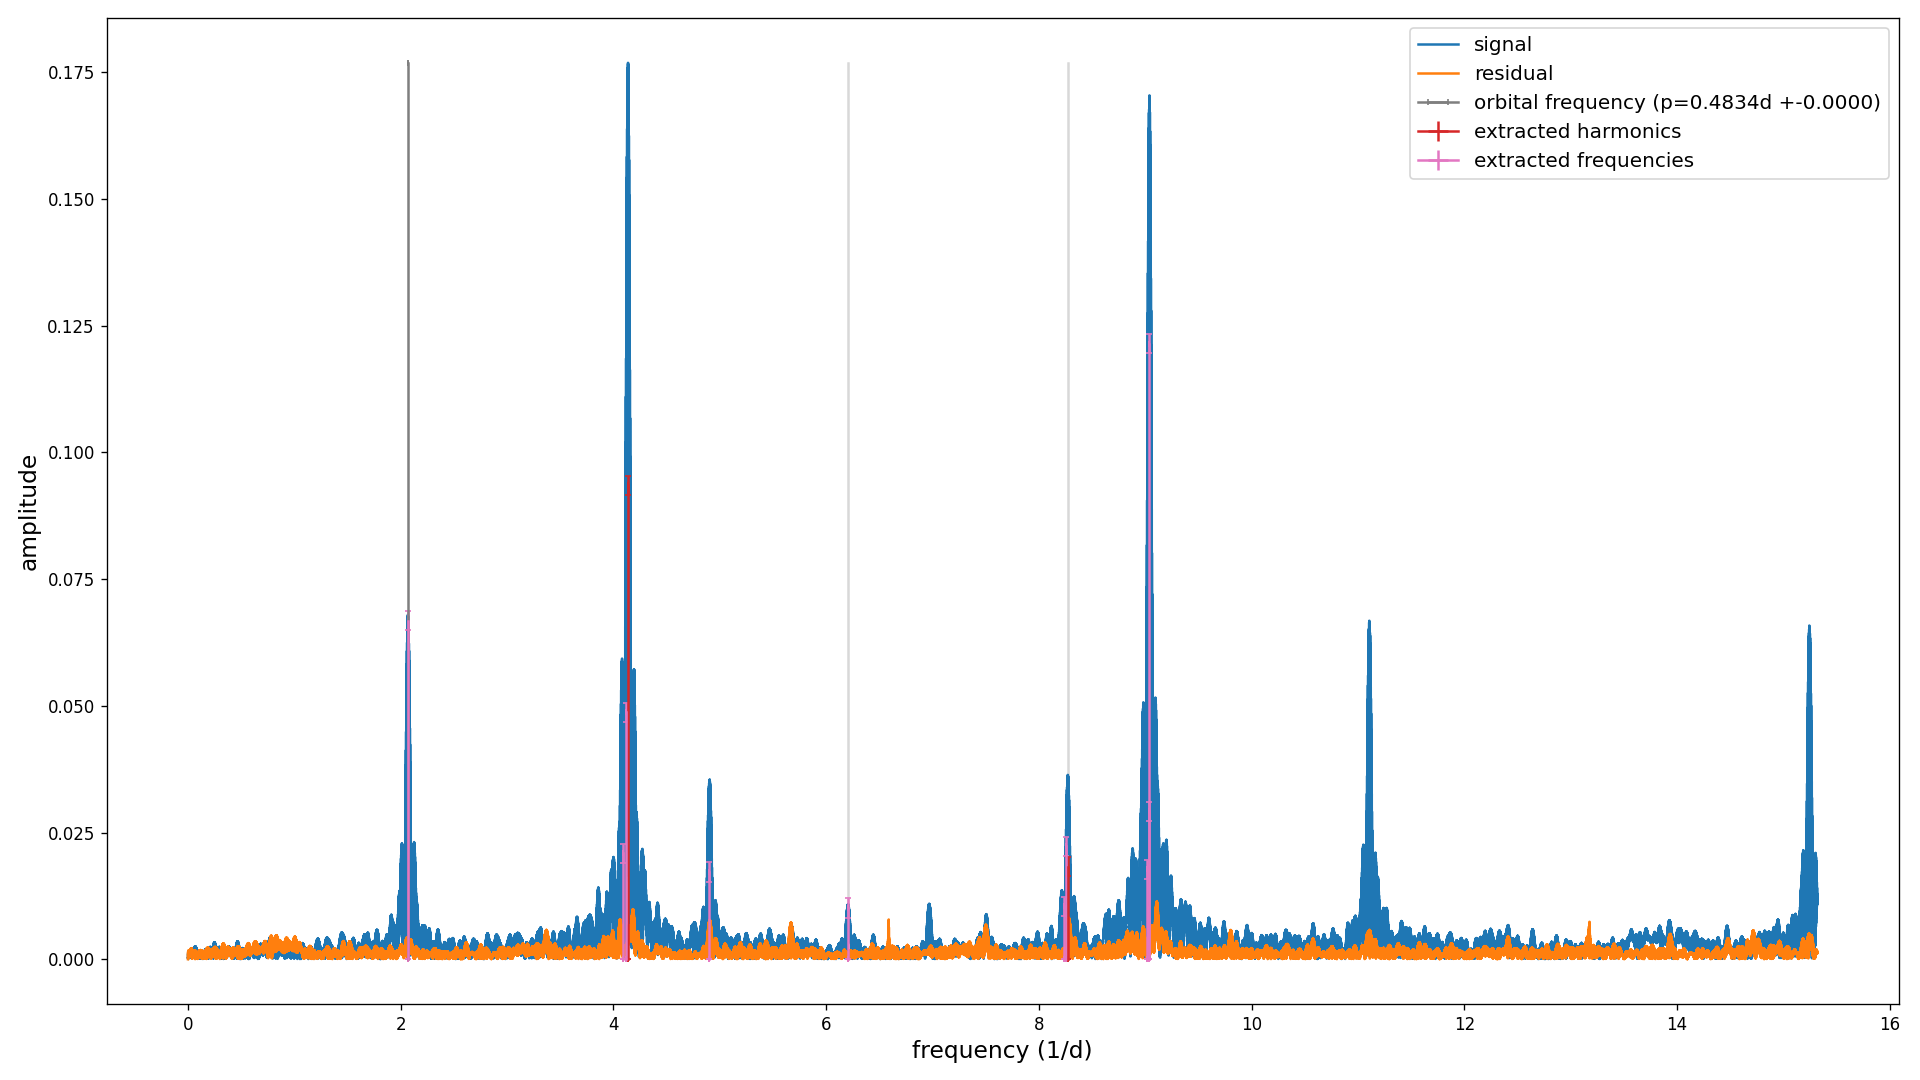 signal
residual
orbital frequency (p=0.4834d +-0.0000)
extracted harmonics
extracted frequencies
amplitude
0.175
0.150
0.125
0.100
0.075
0.050
0.025
0.000
0 2 4 6 8 10 12 14 16
frequency (1/d)